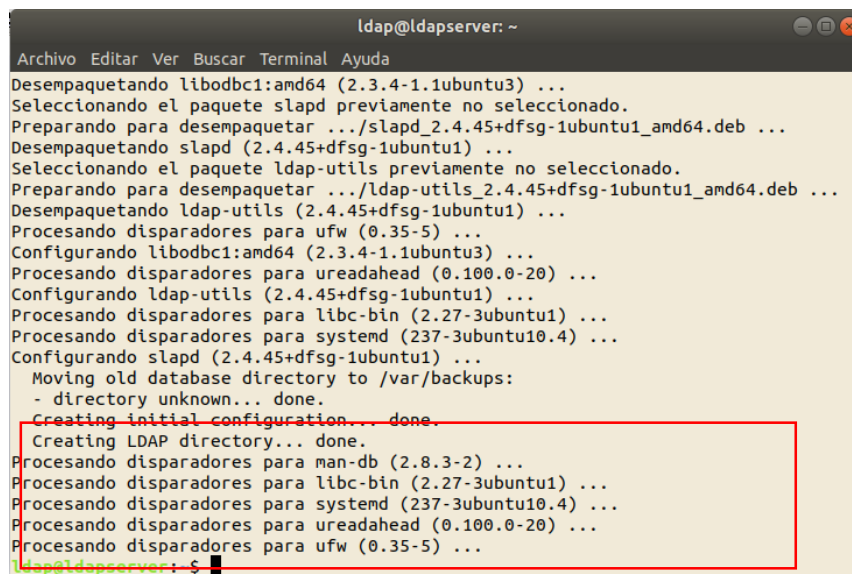 ldap@ldapserver: ~
Archivo Editar Ver Buscar Terminal Ayuda
Desempaquetando libodbc1:amd64 (2.3.4-1.1ubuntu3) ...
Seleccionando el paquete slapd previamente no seleccionado.
Preparando para desempaquetar .../slapd_2.4.45+dfsg-1ubuntu1_amd64.deb ...
Desempaquetando slapd (2.4.45+dfsg-1ubuntu1) ...
Seleccionando el paquete ldap-utils previamente no seleccionado.
Preparando para desempaquetar .../ldap-utils_2.4.45+dfsg-1ubuntu1_amd64.deb ...
Desempaquetando ldap-utils (2.4.45+dfsg-1ubuntu1) ...
Procesando disparadores para ufw (0.35-5) ...
Configurando libodbc1:amd64 (2.3.4-1.1ubuntu3) ...
Procesando disparadores para ureadahead (0.100.0-20) ...
Configurando ldap-utils (2.4.45+dfsg-1ubuntu1) ...
Procesando disparadores para libc-bin (2.27-3ubuntu1) ...
Procesando disparadores para systemd (237-3ubuntu10.4) ...
Configurando slapd (2.4.45+dfsg-1ubuntu1) ...
  Moving old database directory to /var/backups:
  - directory unknown... done.
  Creating initial configuration... done.
  Creating LDAP directory... done.
Procesando disparadores para man-db (2.8.3-2) ...
Procesando disparadores para libc-bin (2.27-3ubuntu1) ...
Procesando disparadores para systemd (237-3ubuntu10.4) ...
Procesando disparadores para ureadahead (0.100.0-20) ...
Procesando disparadores para ufw (0.35-5) ...
ldap@ldapserver:~$